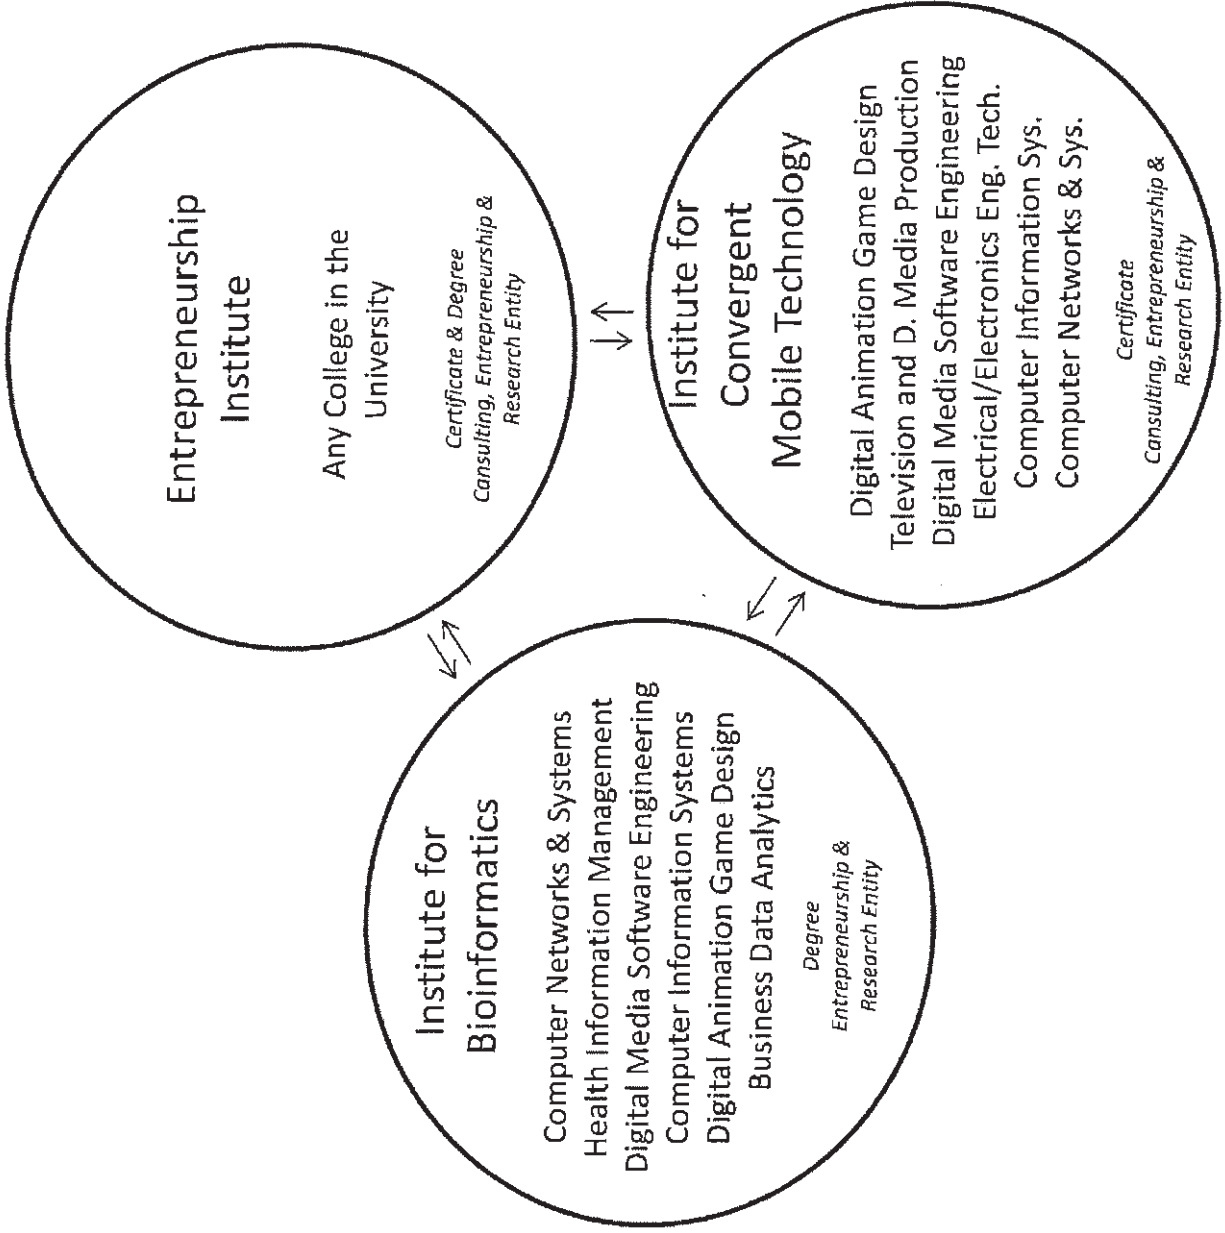 Entrepreneurship
Institute
Any College in the
University
Certificate & Degree
Cansulting, Entrepreneurship &
Research Entity
Institute for
Bioinformatics
Computer Networks & Systems
Health Information Management
Digital Media Software Engineering
Computer Information Systems
Digital Animation Game Design
Business Data Analytics
Degree
Entrepreneurship &
Research Entity
Institute for
Convergent
Mobile Technology
Digital Animation Game Design
Television and D. Media Production
Digital Media Software Engineering
Electrical/Electronics Eng. Tech.
Computer Information Sys.
Computer Networks & Sys.
Certificate
Cansulting, Entrepreneurship &
Research Entity